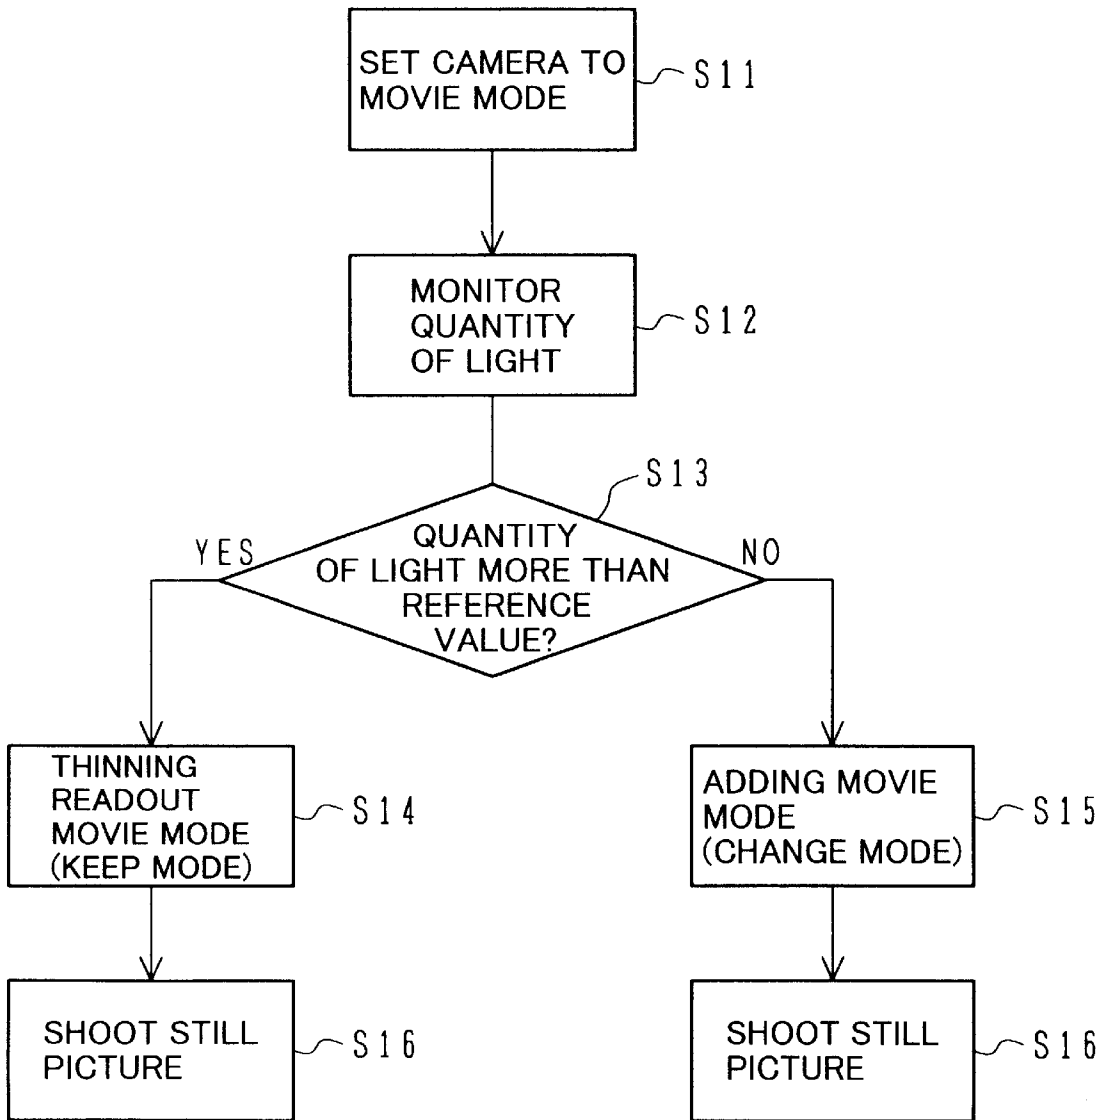 SET CAMERA TO
MOVIE MODE
S11
MONITOR
QUANTITY
OF LIGHT
S12
S13
YES
QUANTITY
OF LIGHT MORE THAN
REFERENCE
VALUE?
NO
THINNING
READOUT
MOVIE MODE
(KEEP MODE)
S14
ADDING MOVIE
MODE
(CHANGE MODE)
S15
SHOOT STILL
PICTURE
S16
SHOOT STILL
PICTURE
S16